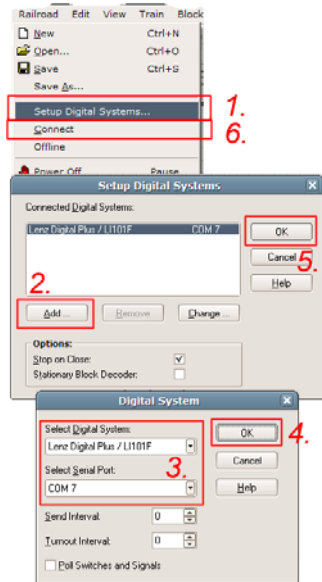 Railroad Edit View Train Block
New Ctrl+N
Open... Ctrl+O
Save Ctrl+S
Save As...
Setup Digital Systems... 1.
Connect 6.
Offline
Power Off Pause
Setup Digital Systems
Connected Digital Systems:
Lenz Digital Plus / LI101F COM 7
OK
Cancel 5.
Help
2.
Add ... Remove Change ...
Options:
Stop on Close:
Stationary Block Decoder:
Digital System
Select Digital System:
OK 4.
Lenz Digital Plus / LI101F
Cancel
Select Serial Port: 3.
COM 7
Help
Send Interval: 0
Turnout Interval: 0
Poll Switches and Signals